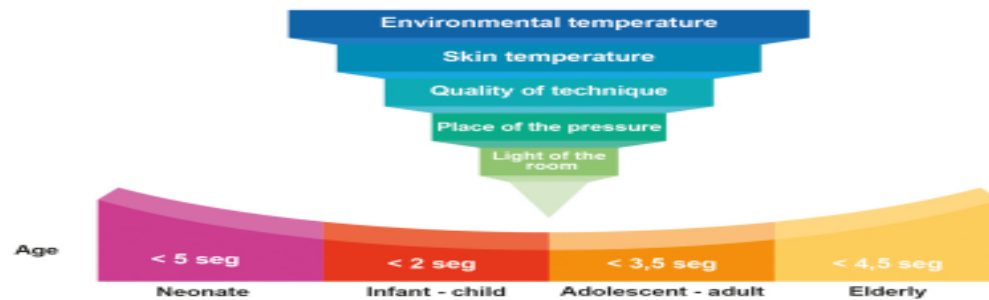 Environmental temperature
Skin temperature
Quality of technique
Place of the pressure
Light of the
room
Age
< 5 seg
< 2 seg
< 3,5 seg
< 4,5 seg
Neonate
Infant - child
Adolescent - adult
Elderly